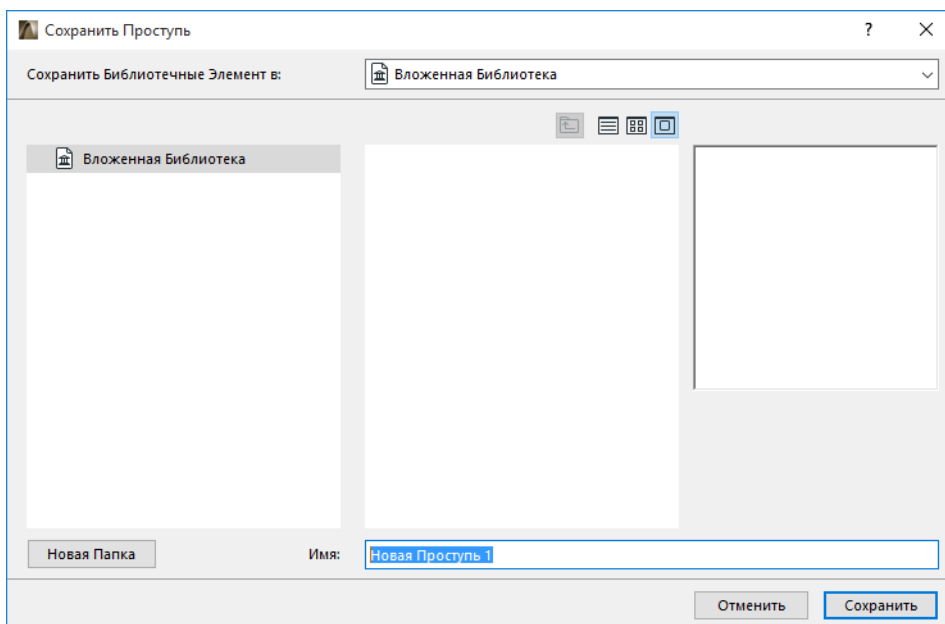 Сохранить Проступь
?
Сохранить Библиотечные Элемент в:
Вложенная Библиотека
Вложенная Библиотека
Новая Папка
Имя:
Новая Проступь 1
Отменить
Сохранить